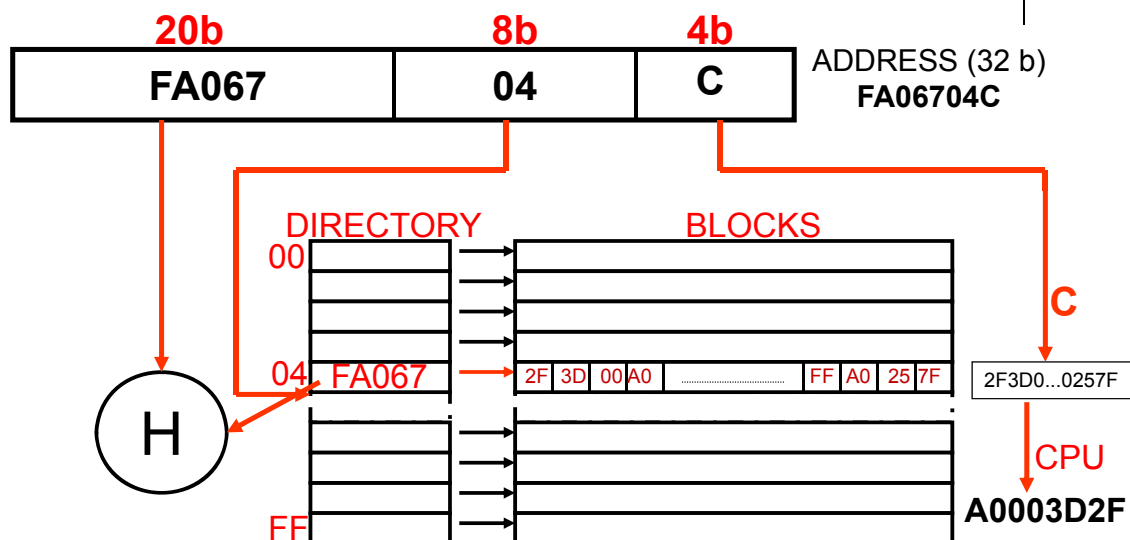 20b 8b 4b
FA067 04 C
ADDRESS (32 b)
FA06704C
DIRECTORY BLOCKS
00
C
04 FA067 2F 3D 00 A0 ........................................ FF A0 25 7F
2F3D0...0257F
H
CPU
A0003D2F
FF